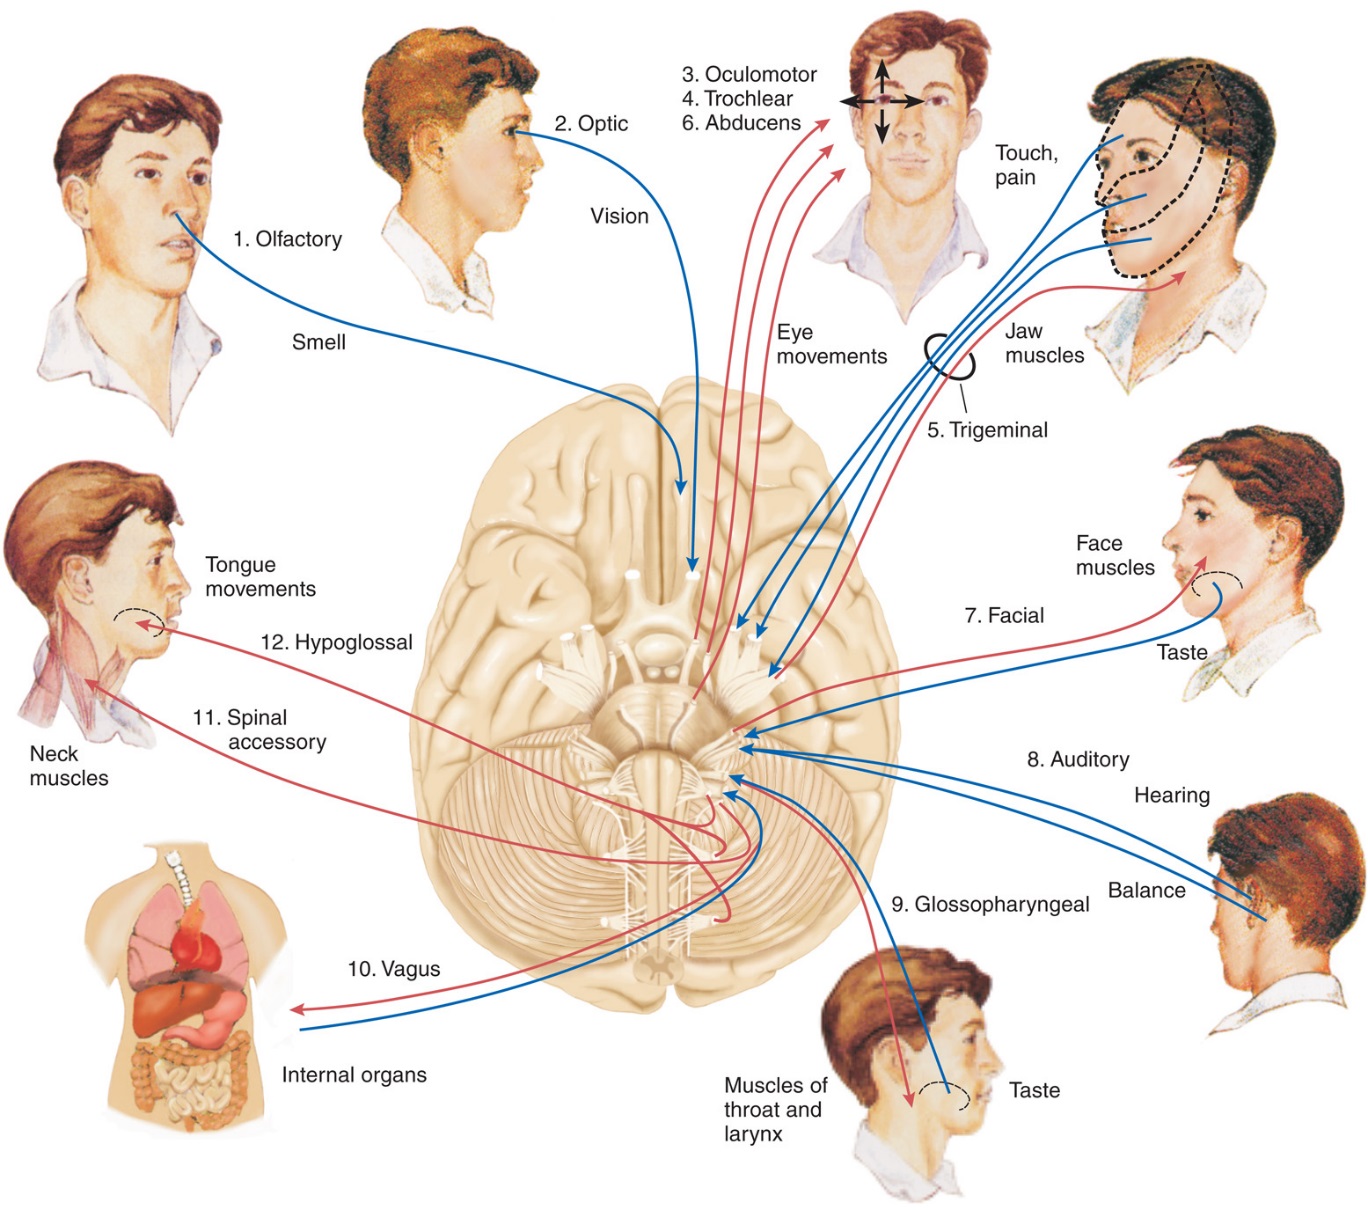 1. Olfactory
Smell
2. Optic
Vision
3. Oculomotor
4. Trochlear
6. Abducens
Eye
movements
Touch,
pain
Jaw
muscles
5. Trigeminal
Face
muscles
7. Facial
Taste
8. Auditory
Hearing
Balance
9. Glossopharyngeal
Taste
Muscles of
throat and
larynx
10. Vagus
Internal organs
11. Spinal
accessory
Neck
muscles
12. Hypoglossal
Tongue
movements